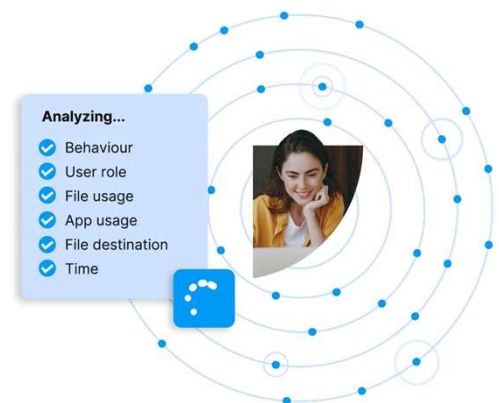 Analyzing...
Behaviour
User role
File usage
App usage
File destination
Time